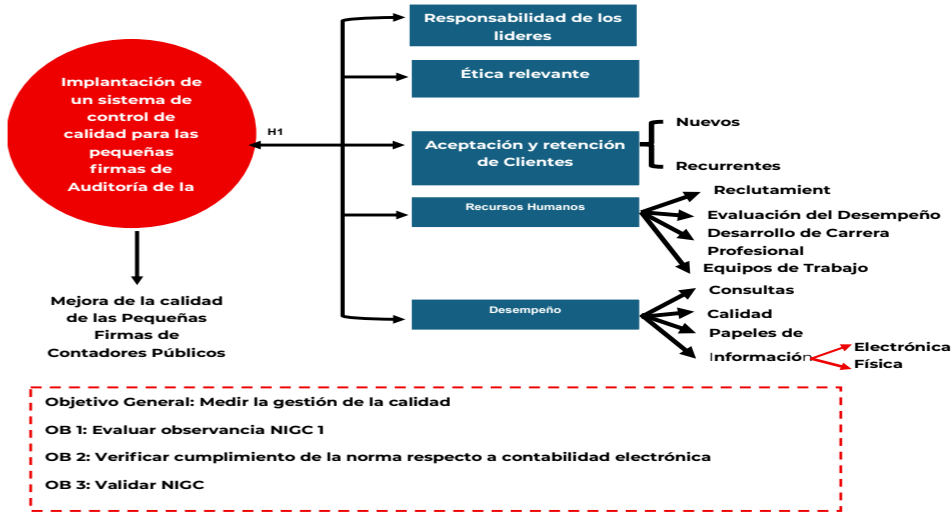 Implantación de
un sistema de
control de
calidad para las
pequeñas
firmas de
Auditoría de la
H1
Mejora de la calidad
de las Pequeñas
Firmas de
Contadores Públicos
Responsabilidad de los
lideres
Ética relevante
Aceptación y retención
de Clientes
Nuevos
Recurrentes
Recursos Humanos
Reclutamient
Evaluación del Desempeño
Desarrollo de Carrera
Profesional
Equipos de Trabajo
Desempeño
Consultas
Calidad
Papeles de
Información
Electrónica
Física
Objetivo General: Medir la gestión de la calidad
OB 1: Evaluar observancia NIGC 1
OB 2: Verificar cumplimiento de la norma respecto a contabilidad electrónica
OB 3: Validar NIGC